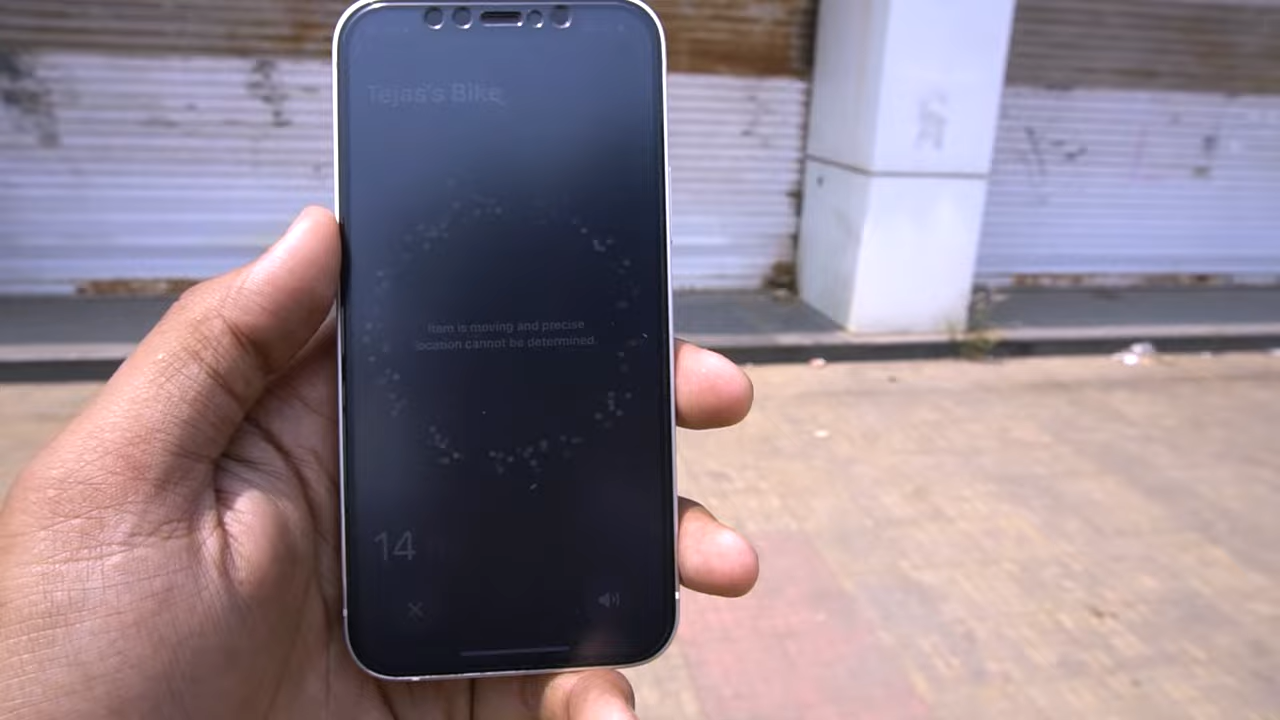 Tejas's Bike
Item is moving and precise
location cannot be determined.
14